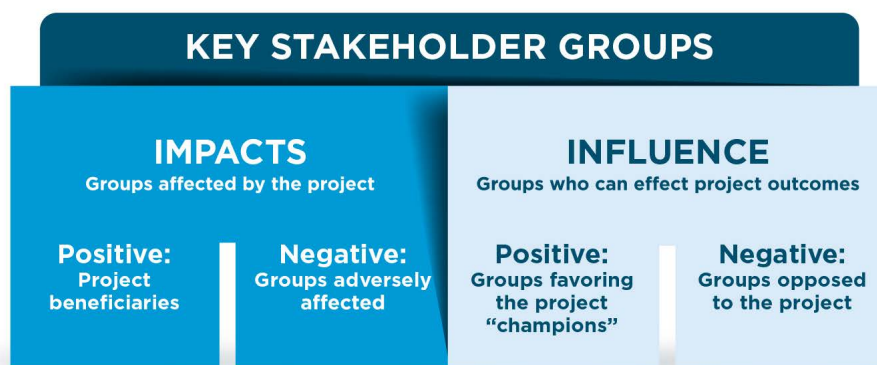 KEY STAKEHOLDER GROUPS
IMPACTS
Groups affected by the project
Positive:
Project
beneficiaries
Negative:
Groups adversely
affected
INFLUENCE
Groups who can effect project outcomes
Positive:
Groups favoring
the project
“champions”
Negative:
Groups opposed
to the project